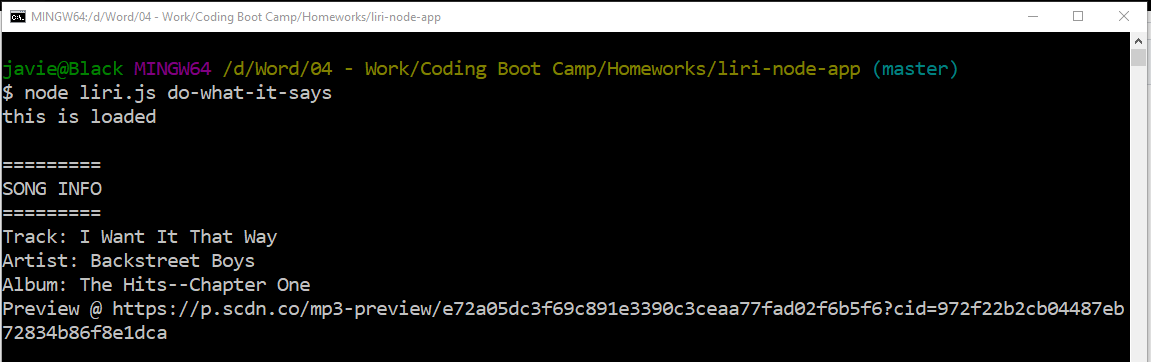 MINGW64:/d/Word/04 - Work/Coding Boot Camp/Homeworks/liri-node-app
javie@Black MINGW64 /d/Word/04 - Work/Coding Boot Camp/Homeworks/liri-node-app (master)
$ node liri.js do-what-it-says
this is loaded
=========
SONG INFO
=========
Track: I Want It That Way
Artist: Backstreet Boys
Album: The Hits--Chapter One
Preview @ https://p.scdn.co/mp3-preview/e72a05dc3f69c891e3390c3ceaa77fad02f6b5f6?cid=972f22b2cb04487eb
72834b86f8e1dca